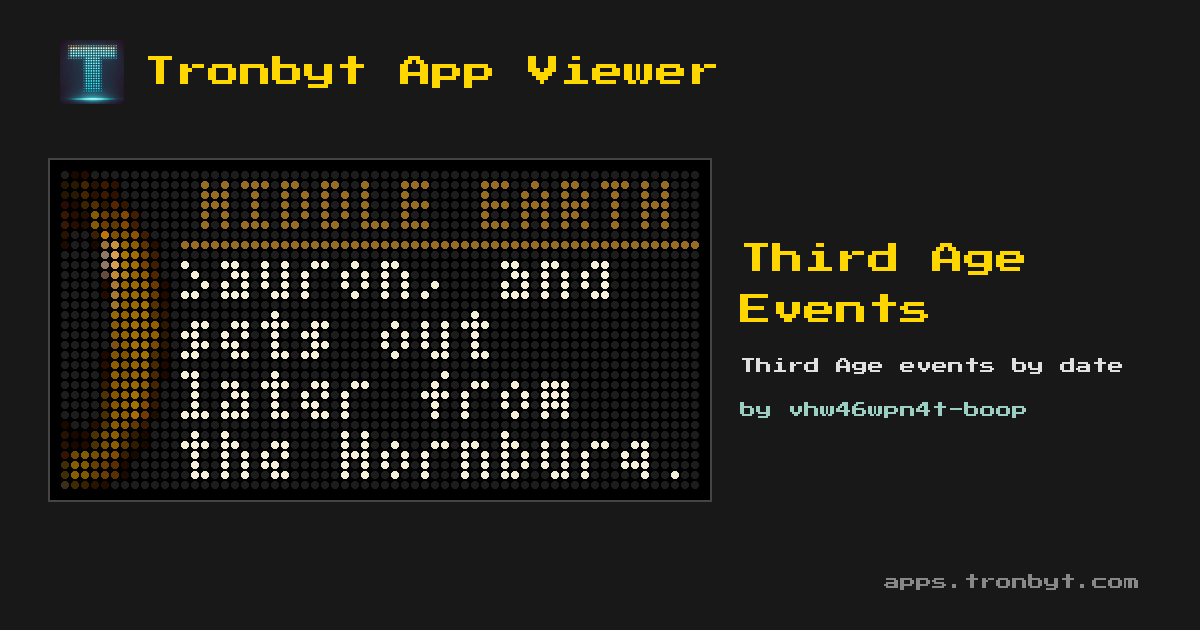 T
Tronbyt App Viewer
MIDDLE EARTH
Sauron, and
sets out
later from
the Hornburg.
Third Age
Events
Third Age events by date
by vhw46wpn4t-boop
apps.tronbyt.com